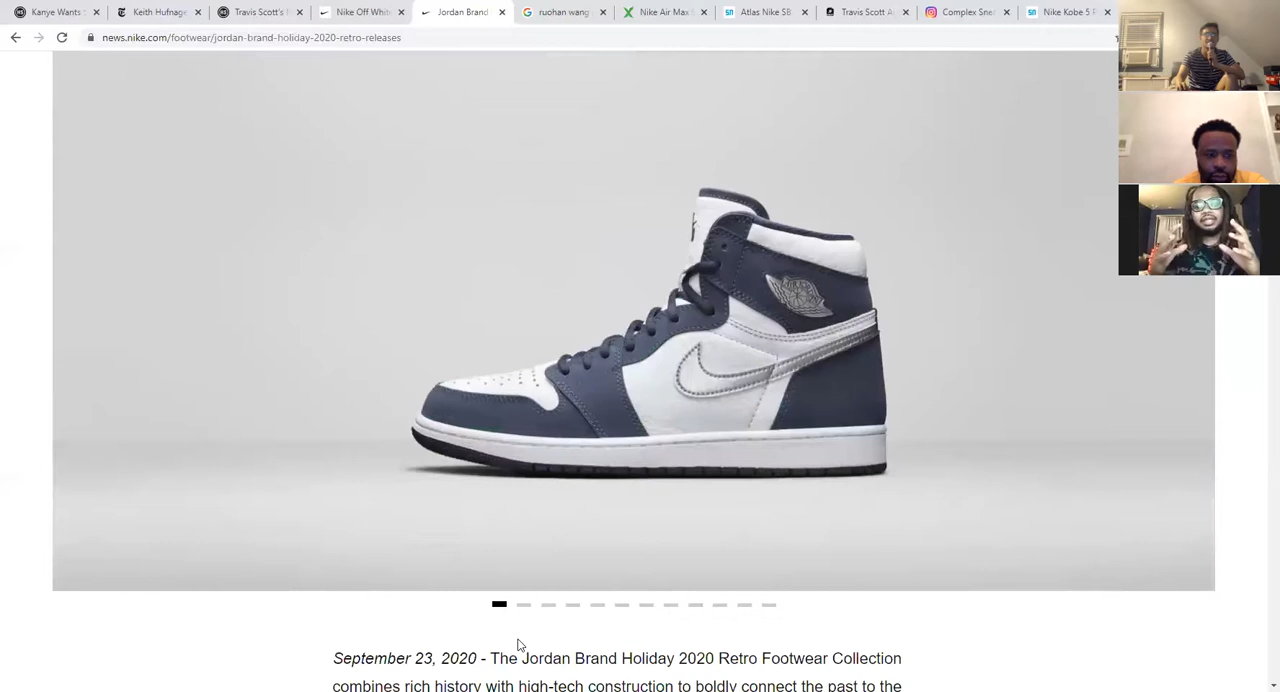 Kanye Wants
Keith Hufnage
Travis Scott's
Nike Off Whit
Jordan Brand
ruohan wang
Nike Air Max
Atlas Nike SB
Travis Scott A
Complex Snea
Nike Kobe 5 P
news.nike.com/footwear/jordan-brand-holiday-2020-retro-releases
September 23, 2020 - The Jordan Brand Holiday 2020 Retro Footwear Collection
combines rich history with high-tech construction to boldly connect the past to the